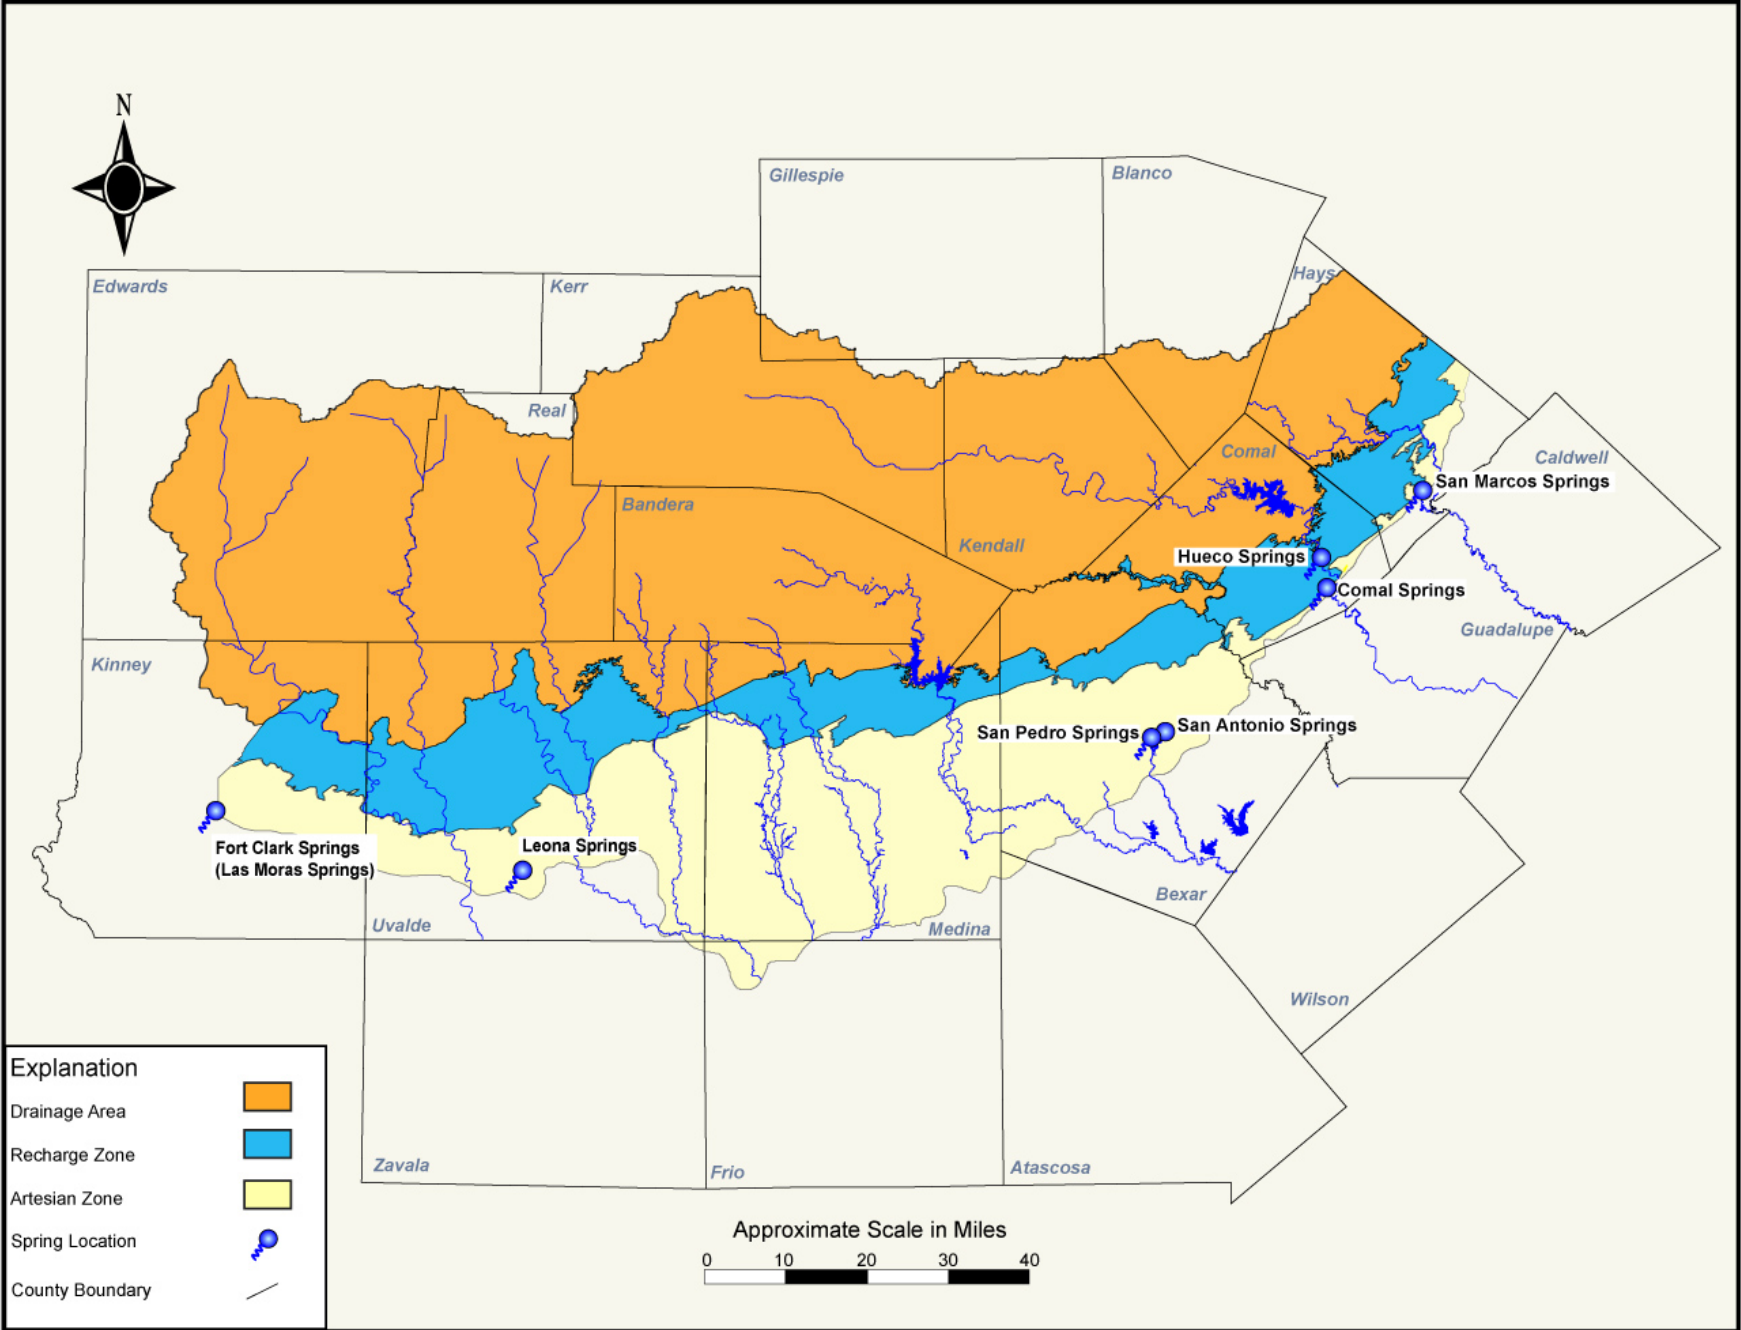 N
Gillespie
Blanco
Hays
Edwards
Kerr
Real
Comal
Caldwell
San Marcos Springs
Bandera
Kendall
Hueco Springs
Comal Springs
Guadalupe
Kinney
San Pedro Springs
San Antonio Springs
Fort Clark Springs
(Las Moras Springs)
Leona Springs
Bexar
Uvalde
Medina
Wilson
Zavala
Frio
Atascosa
Explanation
Drainage Area
Recharge Zone
Artesian Zone
Spring Location
County Boundary
Approximate Scale in Miles
0 10 20 30 40